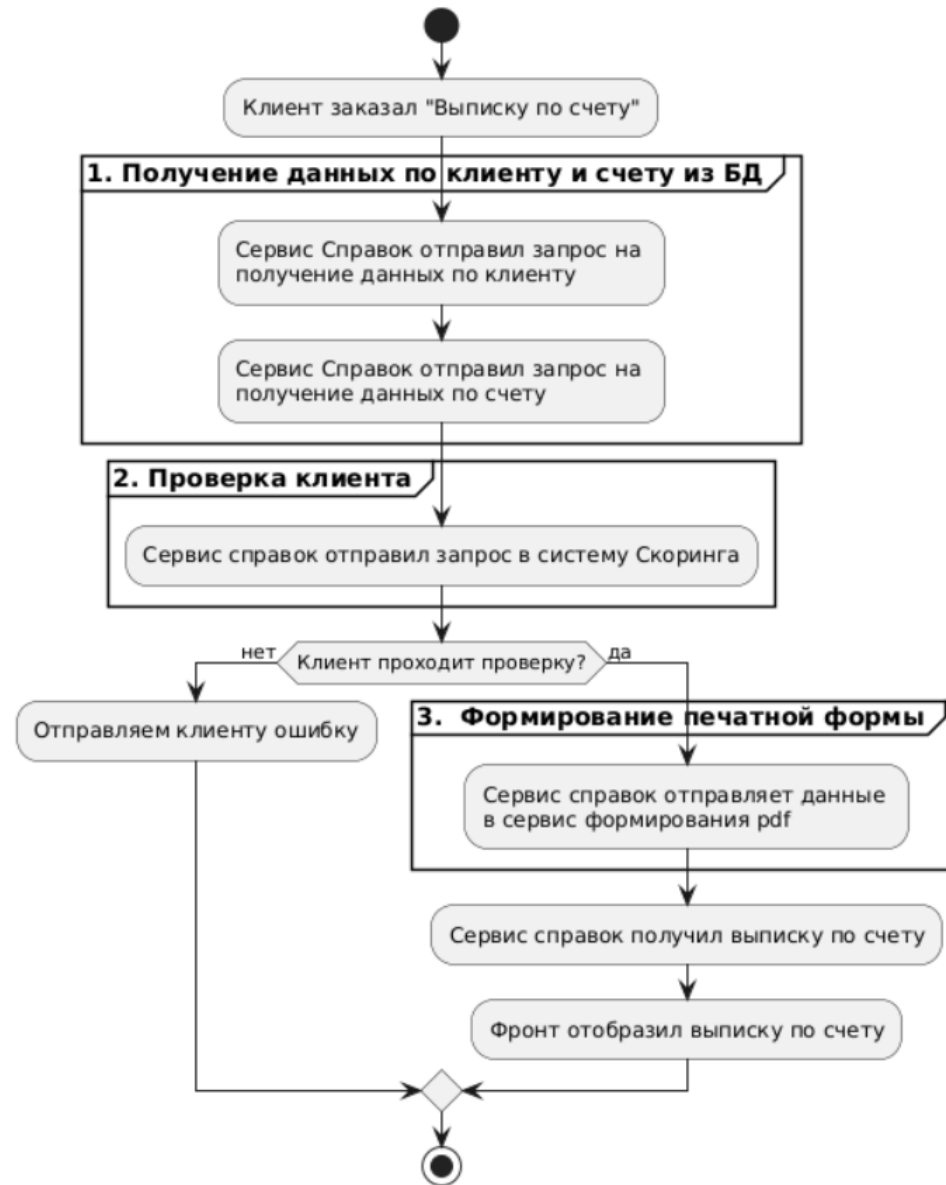 Клиент заказал "Выписку по счету"
1. Получение данных по клиенту и счету из БД
Сервис Справок отправил запрос на
получение данных по клиенту
Сервис Справок отправил запрос на
получение данных по счету
2. Проверка клиента
Сервис справок отправил запрос в систему Скоринга
Клиент проходит проверку?
нет
да
Отправляем клиенту ошибку
3. Формирование печатной формы
Сервис справок отправляет данные
в сервис формирования pdf
Сервис справок получил выписку по счету
Фронт отобразил выписку по счету